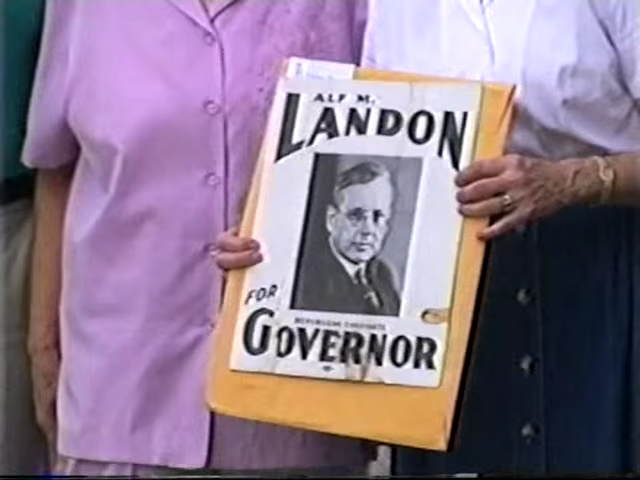 ALF M.
LANDON
FOR
REPUBLICAN CANDIDATE
GOVERNOR